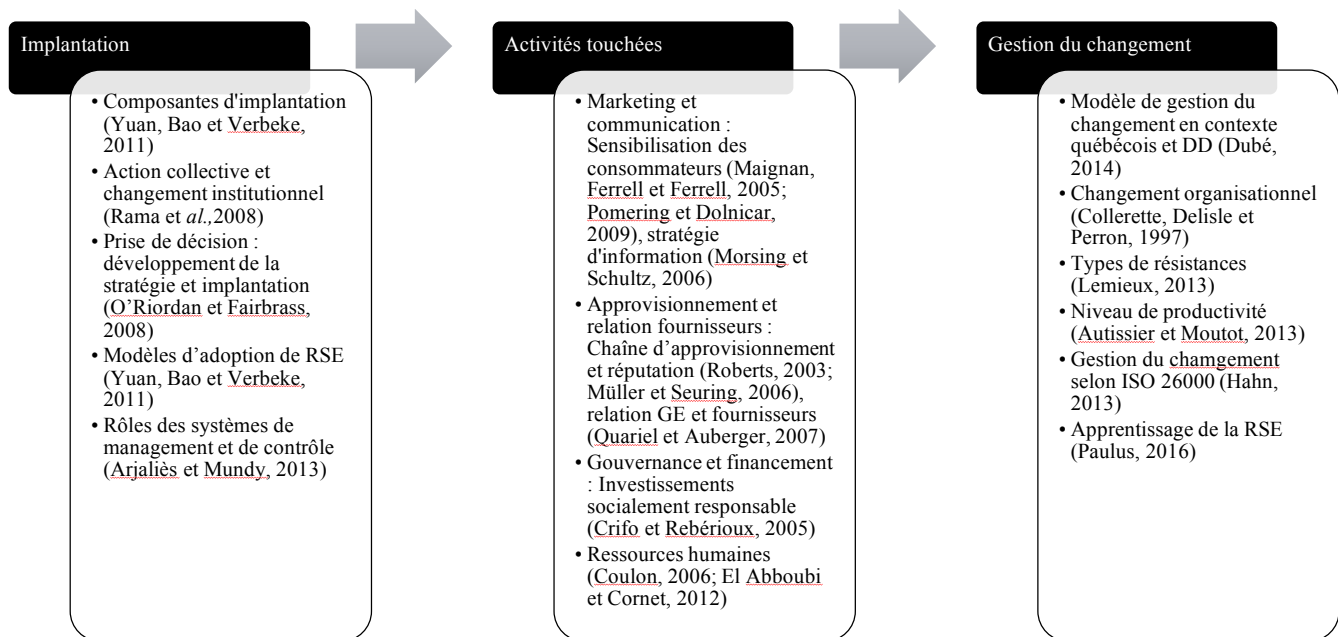 Implantation
• Composantes d'implantation
(Yuan, Bao et Verbeke,
2011)
• Action collective et
changement institutionnel
(Rama et al.,2008)
• Prise de décision :
développement de la
stratégie et implantation
(O’Riordan et Fairbrass,
2008)
• Modèles d’adoption de RSE
(Yuan, Bao et Verbeke,
2011)
• Rôles des systèmes de
management et de contrôle
(Arjaliès et Mundy, 2013)
Activités touchées
• Marketing et
communication :
Sensibilisation des
consommateurs (Maignan,
Ferrell et Ferrell, 2005;
Pomering et Dolnicar,
2009), stratégie
d'information (Morsing et
Schultz, 2006)
• Approvisionnement et
relation fournisseurs :
Chaîne d’approvisionnement
et réputation (Roberts, 2003;
Müller et Seuring, 2006),
relation GE et fournisseurs
(Quariel et Auberger, 2007)
• Gouvernance et financement
: Investissements
socialement responsable
(Crifo et Rebérioux, 2005)
• Ressources humaines
(Coulon, 2006; El Abboubi
et Cornet, 2012)
Gestion du changement
• Modèle de gestion du
changement en contexte
québécois et DD (Dubé,
2014)
• Changement organisationnel
(Collerette, Delisle et
Perron, 1997)
• Types de résistances
(Lemieux, 2013)
• Niveau de productivité
(Autissier et Moutot, 2013)
• Gestion du chamgement
selon ISO 26000 (Hahn,
2013)
• Apprentissage de la RSE
(Paulus, 2016)